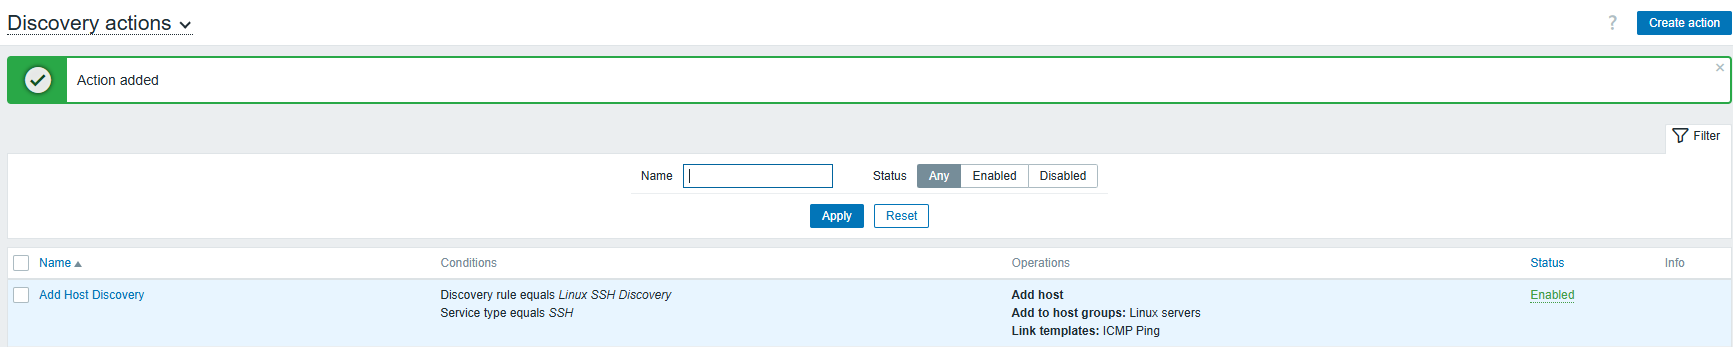 Discovery actions
? Create action
Action added
Filter
Name Status Any Enabled Disabled
Apply Reset
Name Conditions Operations Status Info
Add Host Discovery Discovery rule equals Linux SSH Discovery Add host Enabled
Service type equals SSH Add to host groups: Linux servers
Link templates: ICMP Ping